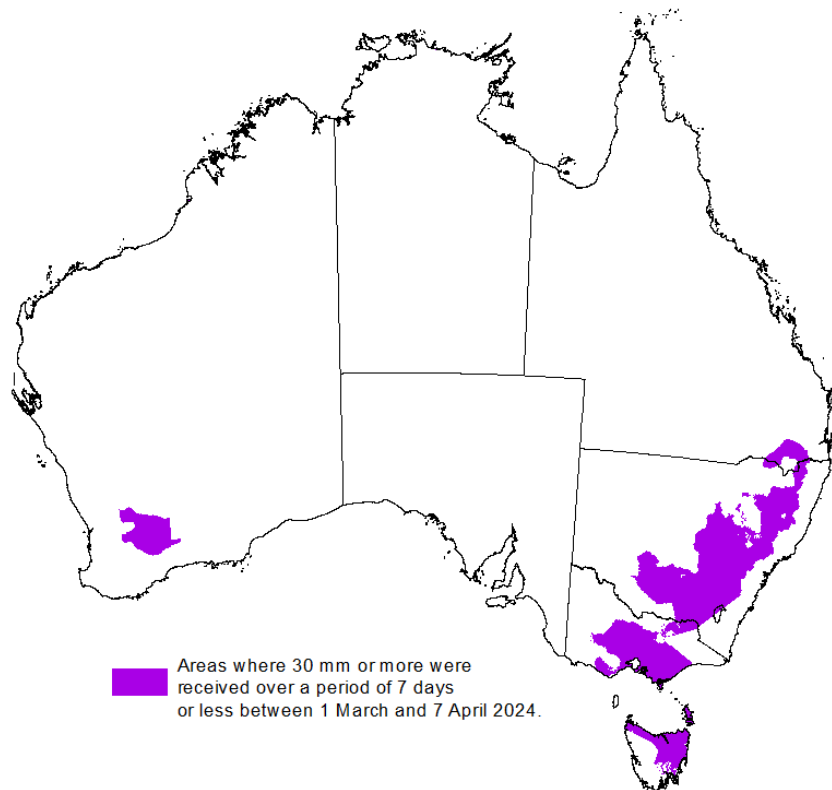 Areas where 30 mm or more were
received over a period of 7 days
or less between 1 March and 7 April 2024.